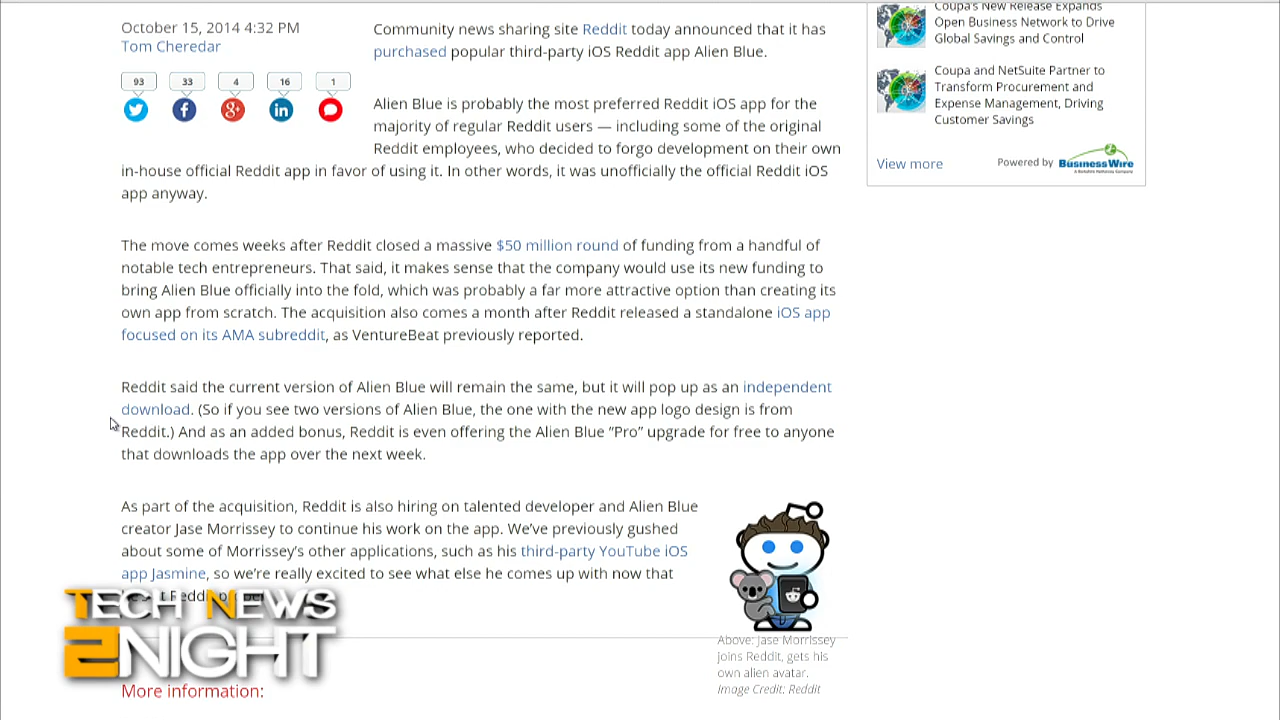 October 15, 2014 4:32 PM
Tom Cheredar
93 33 4 16 1
Community news sharing site Reddit today announced that it has
purchased popular third-party iOS Reddit app Alien Blue.
Alien Blue is probably the most preferred Reddit iOS app for the
majority of regular Reddit users — including some of the original
Reddit employees, who decided to forgo development on their own
in-house official Reddit app in favor of using it. In other words, it was unofficially the official Reddit iOS
app anyway.
The move comes weeks after Reddit closed a massive $50 million round of funding from a handful of
notable tech entrepreneurs. That said, it makes sense that the company would use its new funding to
bring Alien Blue officially into the fold, which was probably a far more attractive option than creating its
own app from scratch. The acquisition also comes a month after Reddit released a standalone iOS app
focused on its AMA subreddit, as VentureBeat previously reported.
Reddit said the current version of Alien Blue will remain the same, but it will pop up as an independent
download. (So if you see two versions of Alien Blue, the one with the new app logo design is from
Reddit.) And as an added bonus, Reddit is even offering the Alien Blue “Pro” upgrade for free to anyone
that downloads the app over the next week.
As part of the acquisition, Reddit is also hiring on talented developer and Alien Blue
creator Jase Morrissey to continue his work on the app. We’ve previously gushed
about some of Morrissey’s other applications, such as his third-party YouTube iOS
app Jasmine, so we’re really excited to see what else he comes up with now that
Above: Jase Morrissey
joins Reddit, gets his
own alien avatar.
Image Credit: Reddit
More information:
TECH NEWS
2NIGHT
Coupa's New Release Expands
Open Business Network to Drive
Global Savings and Control
Coupa and NetSuite Partner to
Transform Procurement and
Expense Management, Driving
Customer Savings
View more
Powered by BusinessWire
A Berkshire Hathaway Company